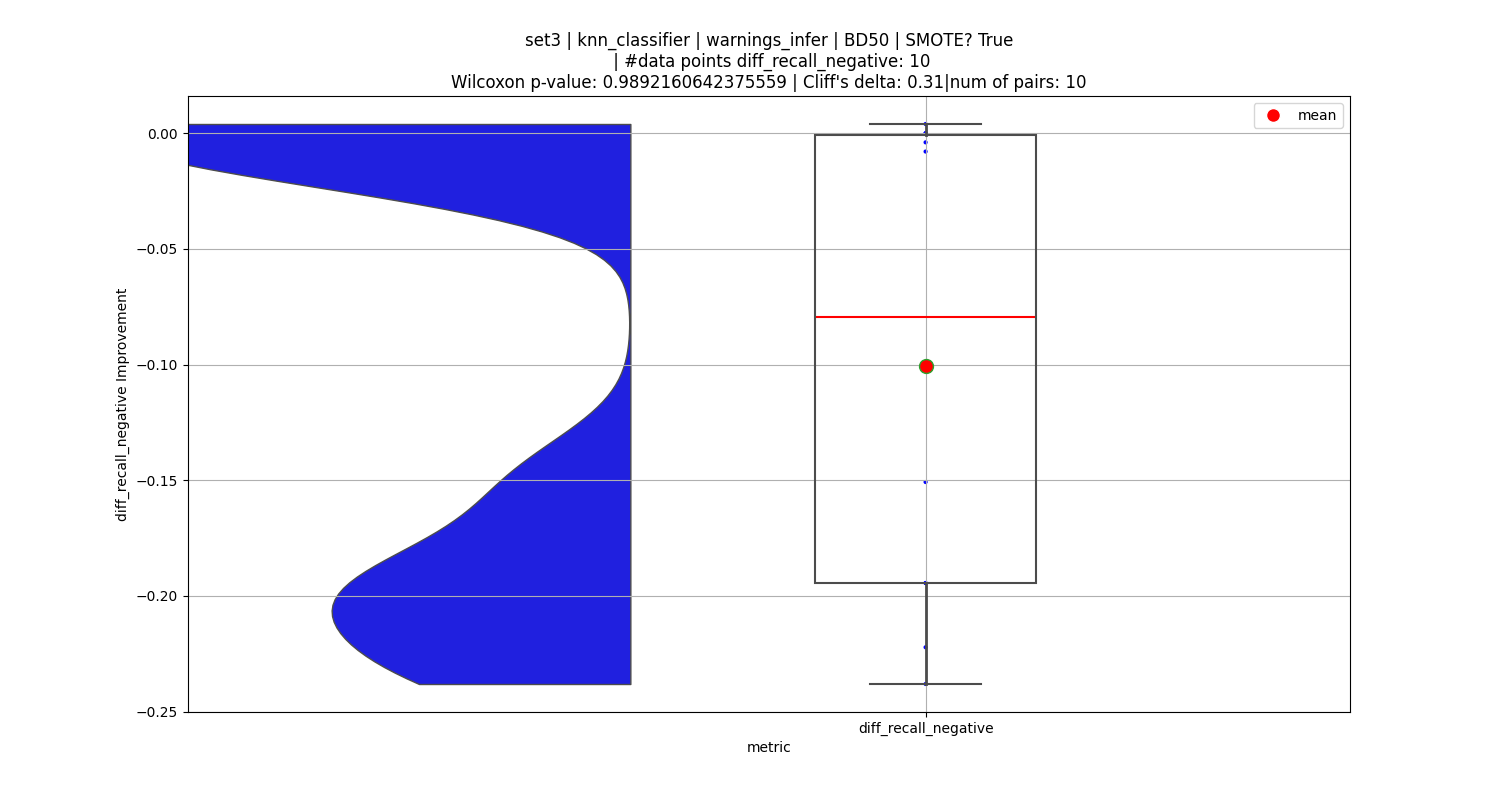 set3 | knn_classifier | warnings_infer | BD50 | SMOTE? True
| #data points diff_recall_negative: 10
Wilcoxon p-value: 0.9892160642375559 | Cliff's delta: 0.31|num of pairs: 10
mean
0.00
−0.05
−0.10
−0.15
−0.20
−0.25
diff_recall_negative Improvement
diff_recall_negative
metric